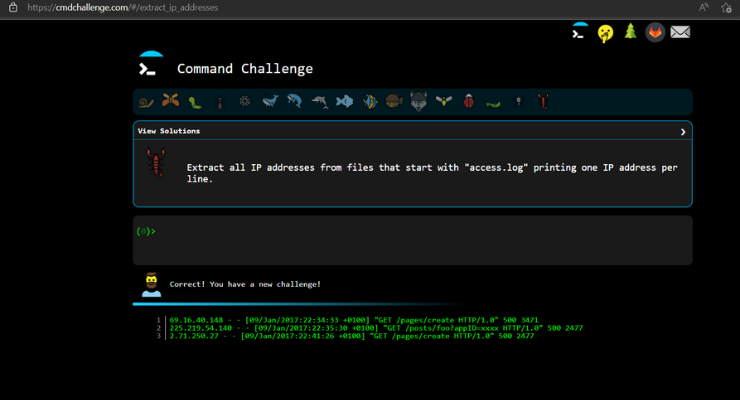 https://cmdchallenge.com/#/extract_ip_addresses
Command Challenge
View Solutions
Extract all IP addresses from files that start with "access.log" printing one IP address per
line.
(0)>
Correct! You have a new challenge!
1 69.16.40.148 - - [09/Jan/2017:22:34:33 +0100] "GET /pages/create HTTP/1.0" 500 3471
2 225.219.54.140 - - [09/Jan/2017:22:35:30 +0100] "GET /posts/foo?appID=xxxx HTTP/1.0" 500 2477
3 2.71.250.27 - - [09/Jan/2017:22:41:26 +0100] "GET /pages/create HTTP/1.0" 500 2477